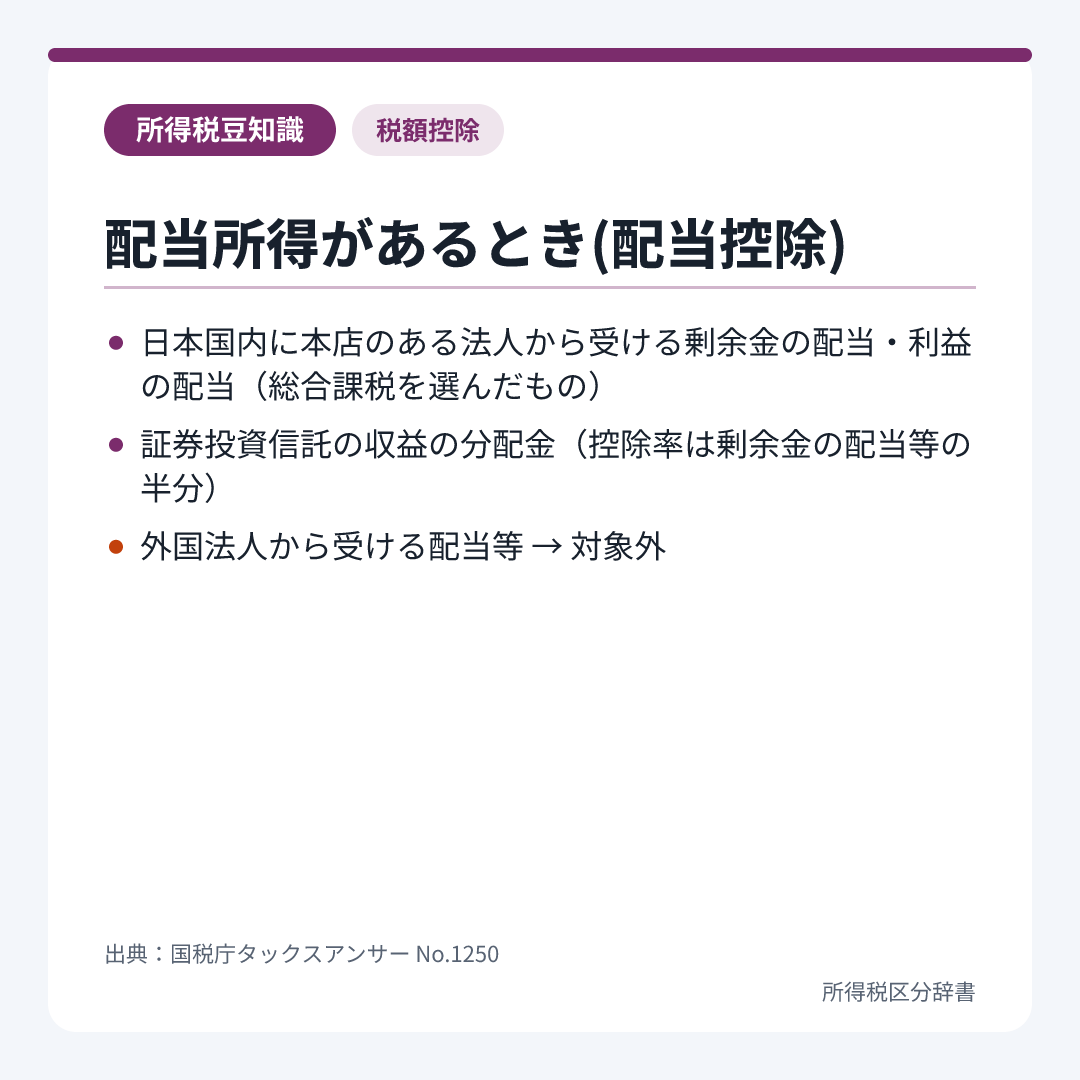 所得税豆知識 税額控除
配当所得があるとき(配当控除)
日本国内に本店のある法人から受ける剰余金の配当・利益
の配当（総合課税を選んだもの）
証券投資信託の収益の分配金（控除率は剰余金の配当等の
半分）
外国法人から受ける配当等 → 対象外
出典：国税庁タックスアンサー No.1250
所得税区分辞書